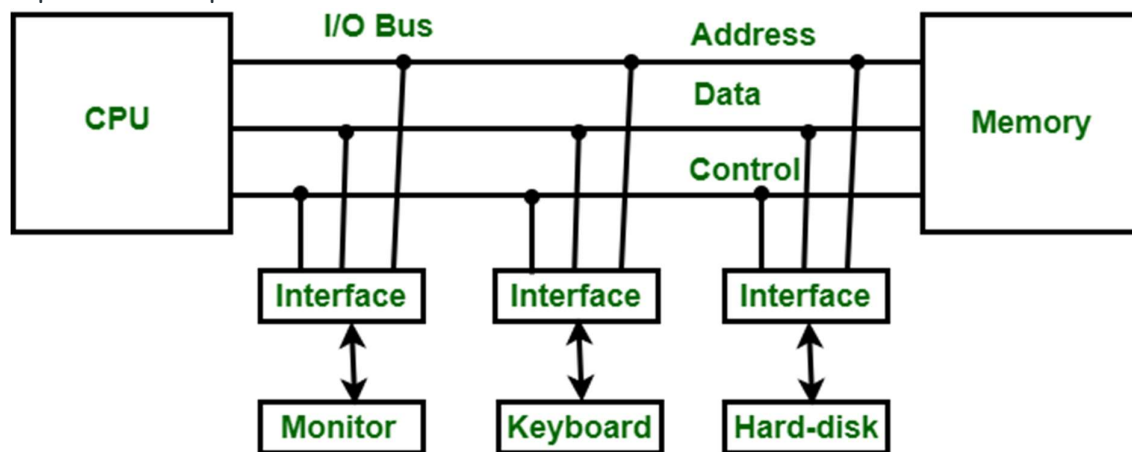 I/O Bus
Address
Data
CPU
Memory
Control
Interface
Interface
Interface
Monitor
Keyboard
Hard-disk